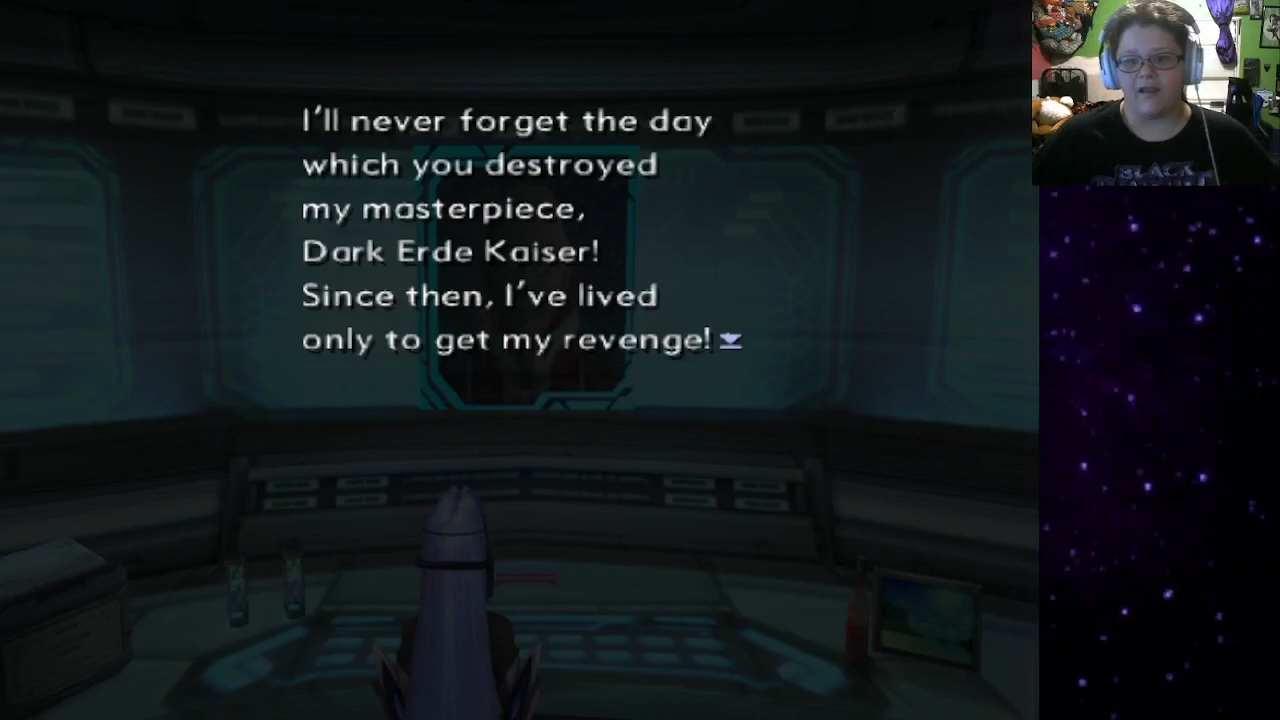 I'll never forget the day
which you destroyed
my masterpiece,
Dark Erde Kaiser!
Since then, I've lived
only to get my revenge!
BLACK